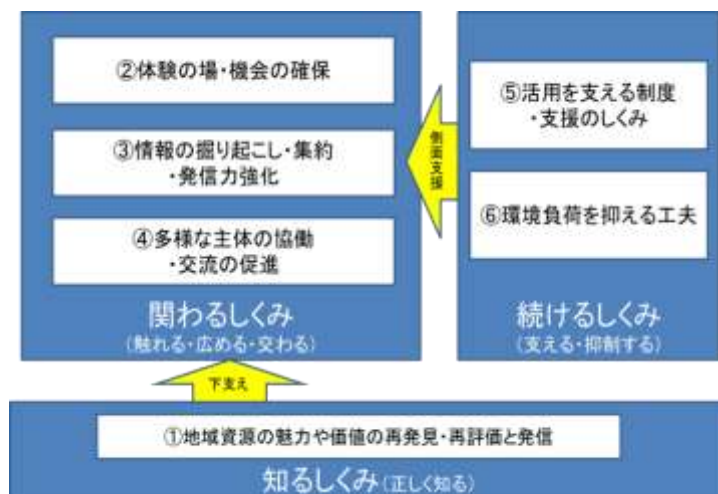 ②体験の場・機会の確保
③情報の掘り起こし・集約
・発信力強化
④多様な主体の協働
・交流の促進
関わるしくみ
(触れる・広める・交わる)
側面支援
⑤活用を支える制度
・支援のしくみ
⑥環境負荷を抑える工夫
続けるしくみ
(支える・抑制する)
下支え
①地域資源の魅力や価値の再発見・再評価と発信
知るしくみ(正しく知る)